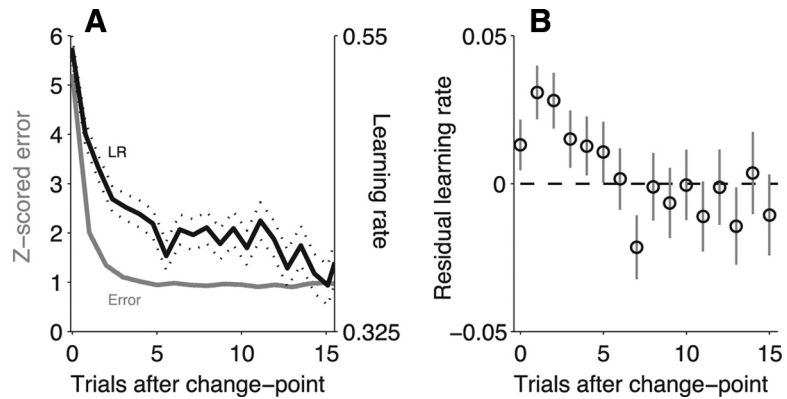 A
B
6
5
4
3
2
1
0
Z−scored error
0.55
0.325
Learning rate
LR
Error
0
5
10
15
Trials after change−point
0.05
0
−0.05
Residual learning rate
0
5
10
15
Trials after change−point